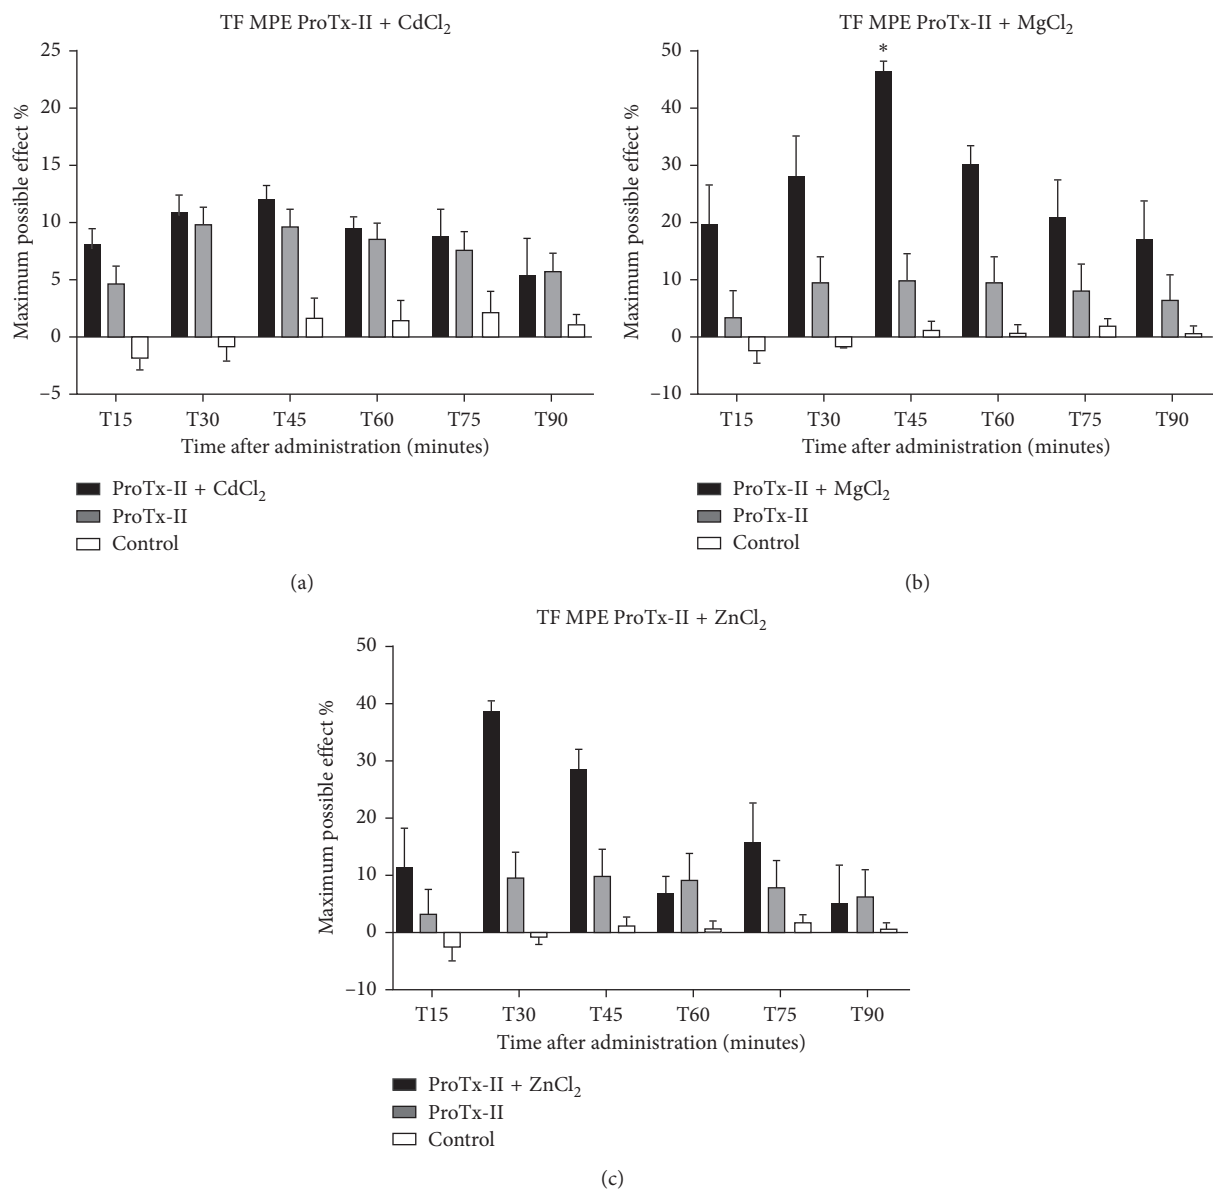 TF MPE ProTx-II + CdCl2
25
20
15
10
5
0
–5
Maximum possible effect %
T15 T30 T45 T60 T75 T90
Time after administration (minutes)
ProTx-II + CdCl2
ProTx-II
Control
(a)
TF MPE ProTx-II + MgCl2
*
50
40
30
20
10
0
–10
Maximum possible effect %
T15 T30 T45 T60 T75 T90
Time after administration (minutes)
ProTx-II + MgCl2
ProTx-II
Control
(b)
TF MPE ProTx-II + ZnCl2
50
40
30
20
10
0
–10
Maximum possible effect %
T15 T30 T45 T60 T75 T90
Time after administration (minutes)
ProTx-II + ZnCl2
ProTx-II
Control
(c)